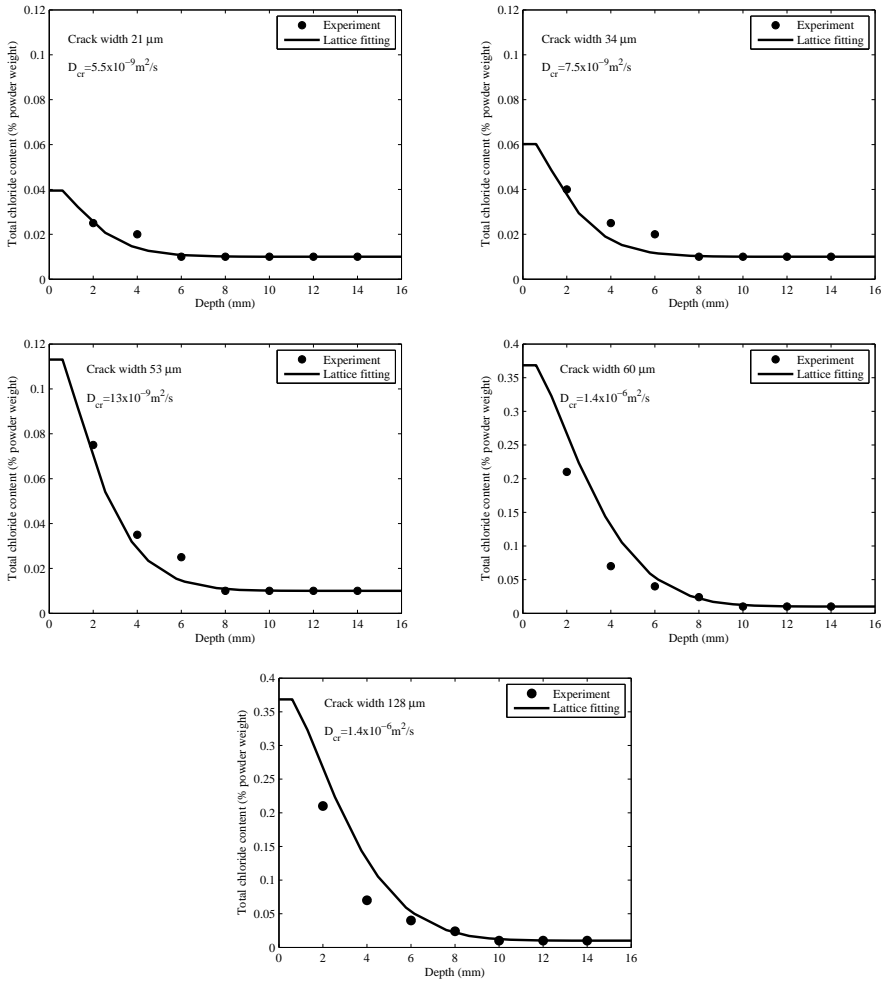 Crack width 21 μm
D_cr=5.5x10^−9 m^2/s
Experiment
Lattice fitting
Total chloride content (% powder weight)
0.12
0.1
0.08
0.06
0.04
0.02
0
0 2 4 6 8 10 12 14 16
Depth (mm)
Crack width 34 μm
D_cr=7.5x10^−9 m^2/s
Experiment
Lattice fitting
Total chloride content (% powder weight)
0.12
0.1
0.08
0.06
0.04
0.02
0
0 2 4 6 8 10 12 14 16
Depth (mm)
Crack width 53 μm
D_cr=13x10^−9 m^2/s
Experiment
Lattice fitting
Total chloride content (% powder weight)
0.12
0.1
0.08
0.06
0.04
0.02
0
0 2 4 6 8 10 12 14 16
Depth (mm)
Crack width 60 μm
D_cr=1.4x10^−6 m^2/s
Experiment
Lattice fitting
Total chloride content (% powder weight)
0.4
0.35
0.3
0.25
0.2
0.15
0.1
0.05
0
0 2 4 6 8 10 12 14 16
Depth (mm)
Crack width 128 μm
D_cr=1.4x10^−6 m^2/s
Experiment
Lattice fitting
Total chloride content (% powder weight)
0.4
0.35
0.3
0.25
0.2
0.15
0.1
0.05
0
0 2 4 6 8 10 12 14 16
Depth (mm)